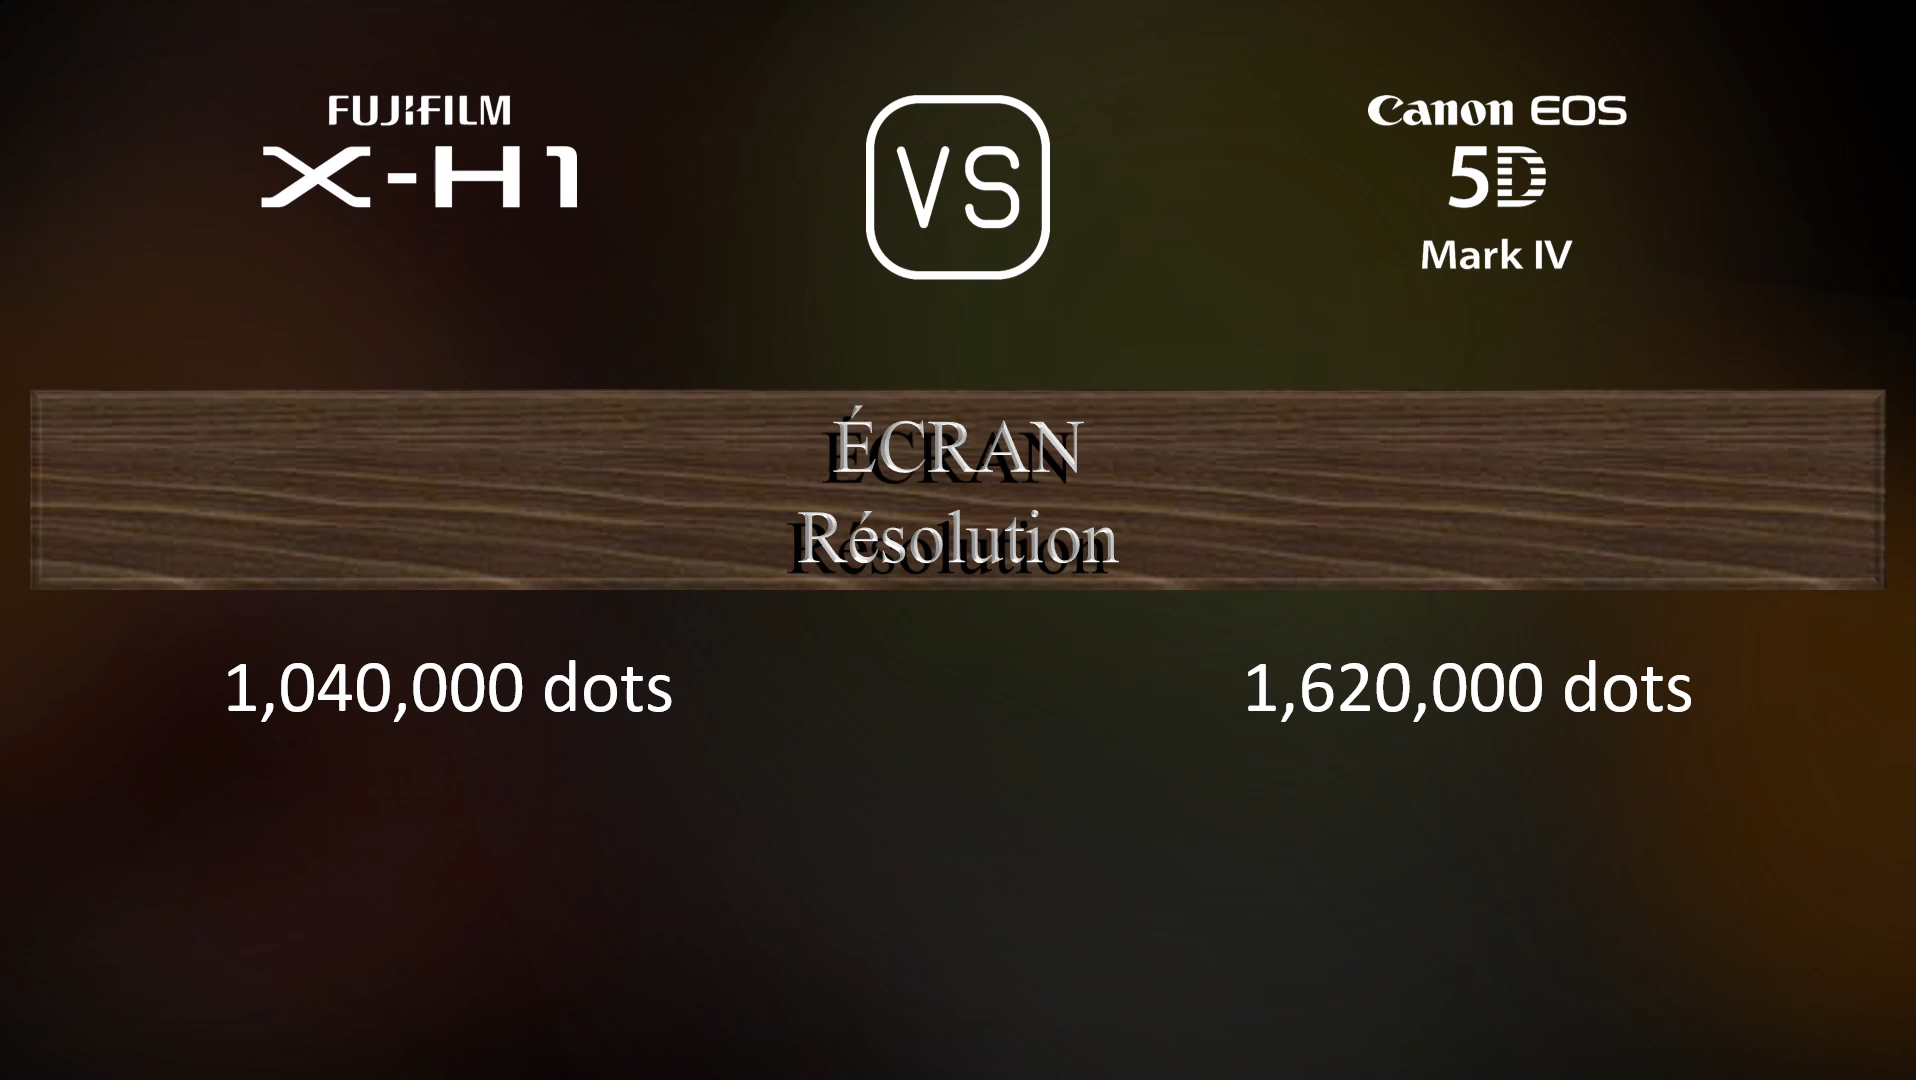 FUJIFILM
X-H1
VS
Canon EOS
5D
Mark IV
ÉCRAN
Résolution
1,040,000 dots
1,620,000 dots